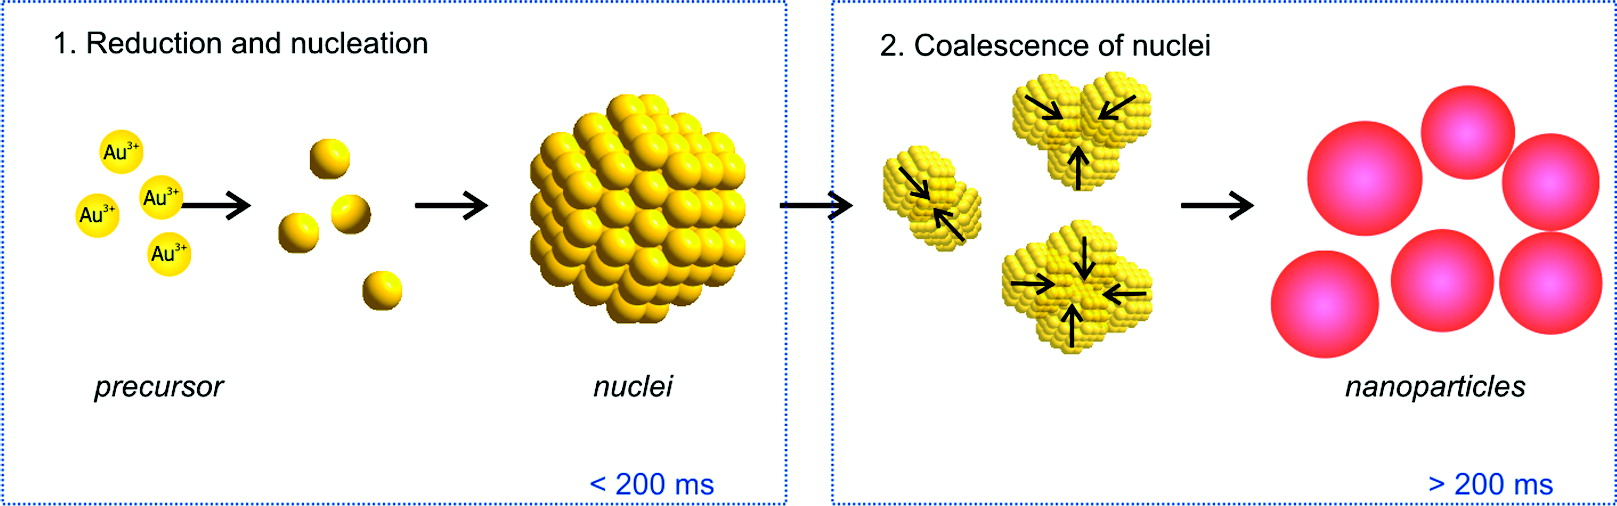 1. Reduction and nucleation
Au³⁺
Au³⁺
Au³⁺
Au³⁺
precursor
nuclei
< 200 ms
2. Coalescence of nuclei
nanoparticles
> 200 ms